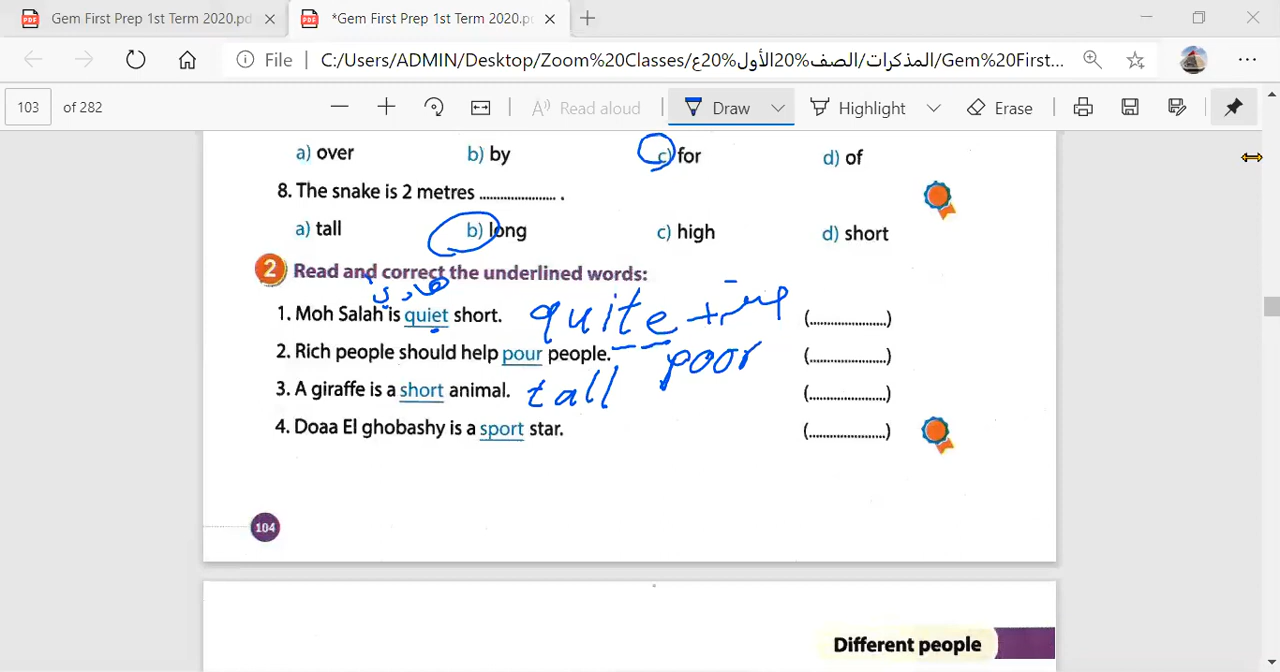 Gem First Prep 1st Term 2020.pd
*Gem First Prep 1st Term 2020.pc
File C:/Users/ADMIN/Desktop/Zoom%20Classes/المذكرات/الصف%20الأول%20ع/Gem%20First...
103 of 282 Read aloud Draw Highlight Erase
a) over b) by c) for d) of
8. The snake is 2 metres .................... .
a) tall b) long c) high d) short
2 Read and correct the underlined words:
هادئ
1. Moh Salah is quiet short. quite + (......................)
2. Rich people should help pour people. poor (......................)
3. A giraffe is a short animal. tall (......................)
4. Doaa El ghobashy is a sport star. (......................)
104
Different people